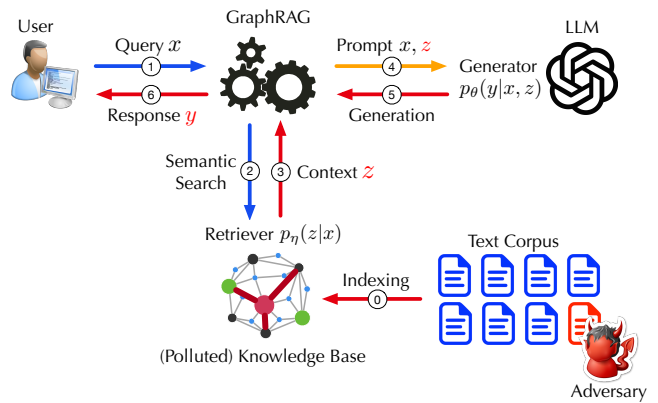 User
GraphRAG
LLM
Query x
1
6
Response y
Prompt x, z
4
5
Generation
Generator
pθ(y|x, z)
Semantic
Search
2
3
Context z
Retriever pη(z|x)
Text Corpus
Indexing
0
(Polluted) Knowledge Base
Adversary